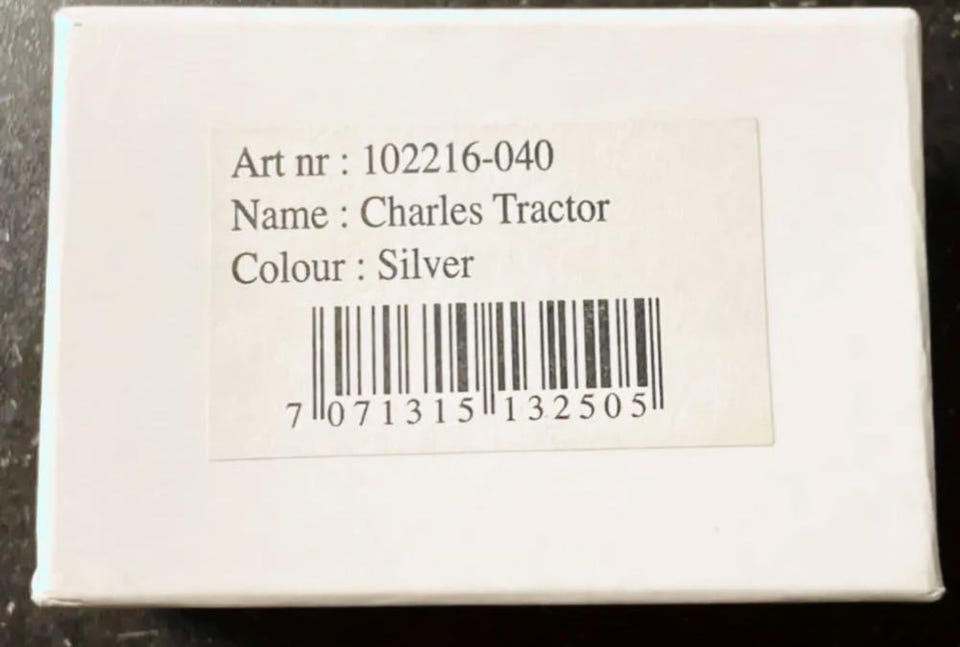 Art nr : 102216-040
Name : Charles Tractor
Colour : Silver
7 071315 132505